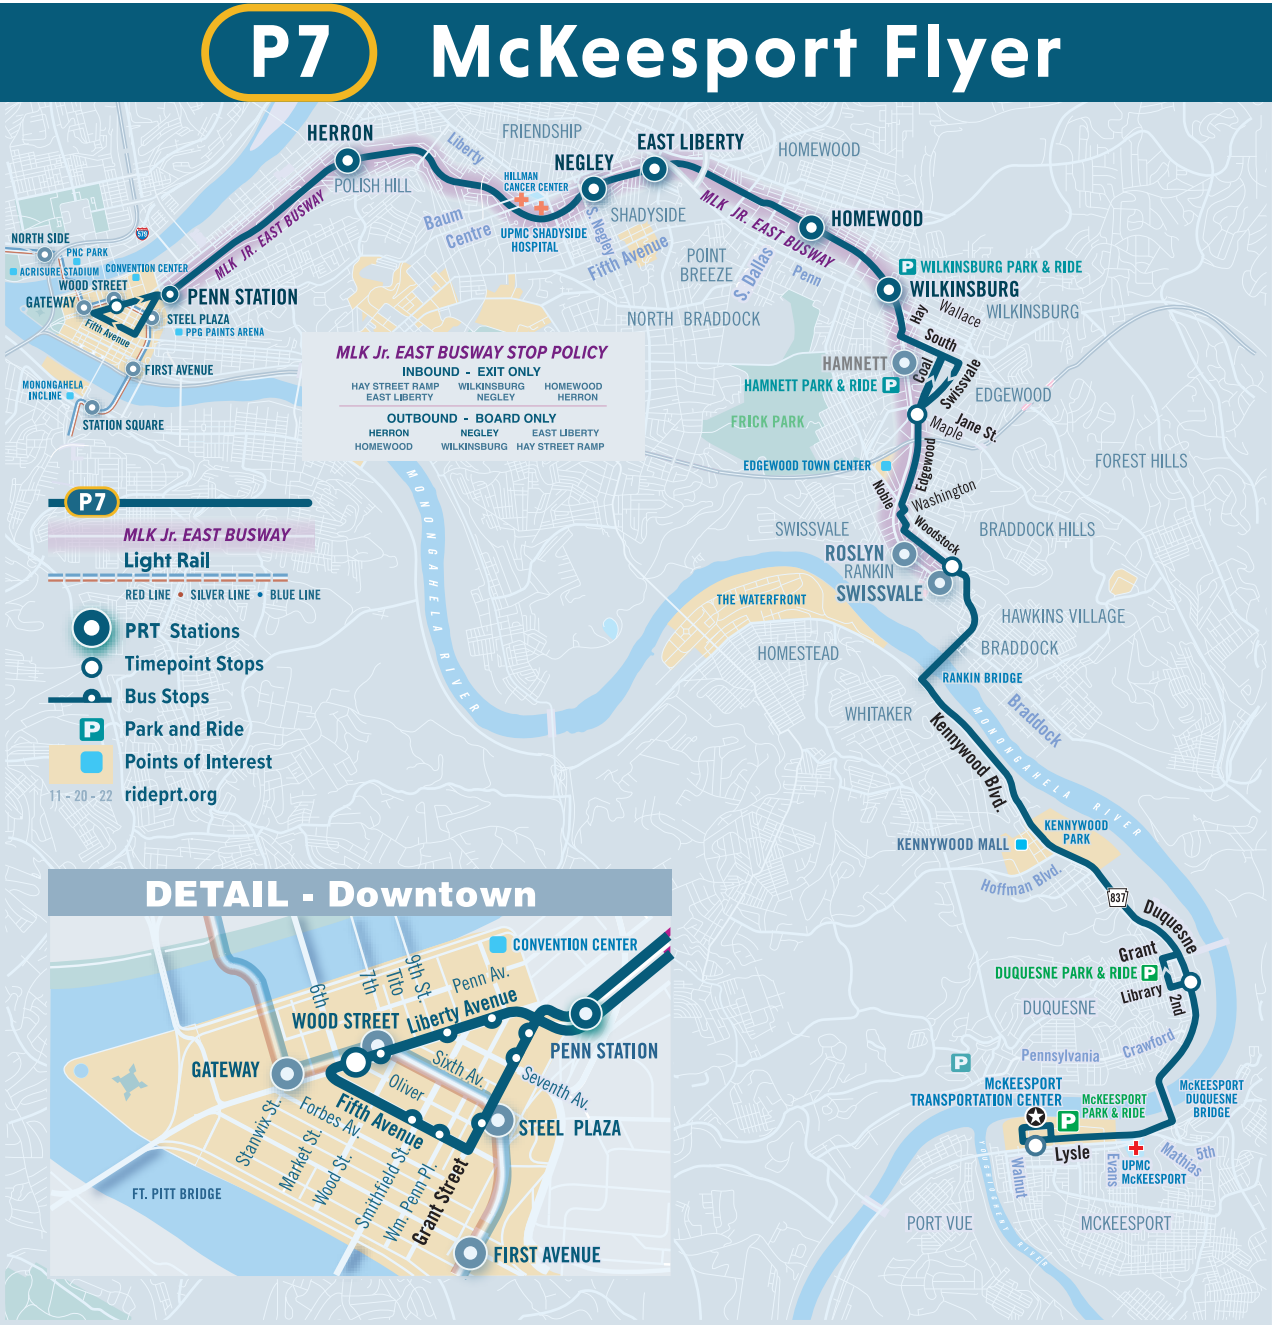 P7 McKeesport Flyer
HERRON
Liberty
FRIENDSHIP
EAST LIBERTY
HOMEWOOD
NEGLEY
HILLMAN
CANCER CENTER
POLISH HILL
MLK JR. EAST BUSWAY
Baum
Centre
UPMC SHADYSIDE
HOSPITAL
S. Negley
SHADYSIDE
Fifth Avenue
MLK JR. EAST BUSWAY
HOMEWOOD
POINT
BREEZE
S. Dallas
Penn
579
NORTH SIDE
PNC PARK
ACRISURE STADIUM
CONVENTION CENTER
WOOD STREET
GATEWAY
Fifth Avenue
PENN STATION
STEEL PLAZA
PPG PAINTS ARENA
FIRST AVENUE
MONONGAHELA
INCLINE
STATION SQUARE
P WILKINSBURG PARK & RIDE
WILKINSBURG
Hay
Wallace
WILKINSBURG
NORTH BRADDOCK
South
HAMNETT
HAMNETT PARK & RIDE P
Coal
Swissvale
EDGEWOOD
FRICK PARK
Maple
Jane St.
EDGEWOOD TOWN CENTER
Edgewood
FOREST HILLS
Noble
Washington
Woodstock
SWISSVALE
BRADDOCK HILLS
ROSLYN
RANKIN
SWISSVALE
MLK Jr. EAST BUSWAY STOP POLICY
INBOUND - EXIT ONLY
HAY STREET RAMP WILKINSBURG HOMEWOOD
EAST LIBERTY NEGLEY HERRON
OUTBOUND - BOARD ONLY
HERRON NEGLEY EAST LIBERTY
HOMEWOOD WILKINSBURG HAY STREET RAMP
MONONGAHELA RIVER
P7
MLK Jr. EAST BUSWAY
Light Rail
RED LINE • SILVER LINE • BLUE LINE
PRT Stations
Timepoint Stops
Bus Stops
P Park and Ride
Points of Interest
11 - 20 - 22 rideprt.org
THE WATERFRONT
HOMESTEAD
HAWKINS VILLAGE
BRADDOCK
RANKIN BRIDGE
WHITAKER
Braddock
MONONGAHELA RIVER
Kennywood Blvd.
KENNYWOOD
PARK
KENNYWOOD MALL
Hoffman Blvd.
837
Duquesne
Grant
DUQUESNE PARK & RIDE P
Library
2nd
DUQUESNE
Crawford
Pennsylvania
P
McKEESPORT
TRANSPORTATION CENTER
P
McKEESPORT
PARK & RIDE
McKEESPORT
DUQUESNE
BRIDGE
Lysle
Walnut
Evans
Mathias
5th
UPMC
McKEESPORT
YOUGHIOGHENY RIVER
PORT VUE
MCKEESPORT
DETAIL - Downtown
CONVENTION CENTER
6th
7th
Tito
9th St.
Penn Av.
Liberty Avenue
WOOD STREET
GATEWAY
PENN STATION
Sixth Av.
Seventh Av.
Oliver
Fifth Avenue
Forbes Av.
STEEL PLAZA
Stanwix St.
Market St.
Wood St.
Smithfield St.
Wm. Penn Pl.
Grant Street
FT. PITT BRIDGE
FIRST AVENUE